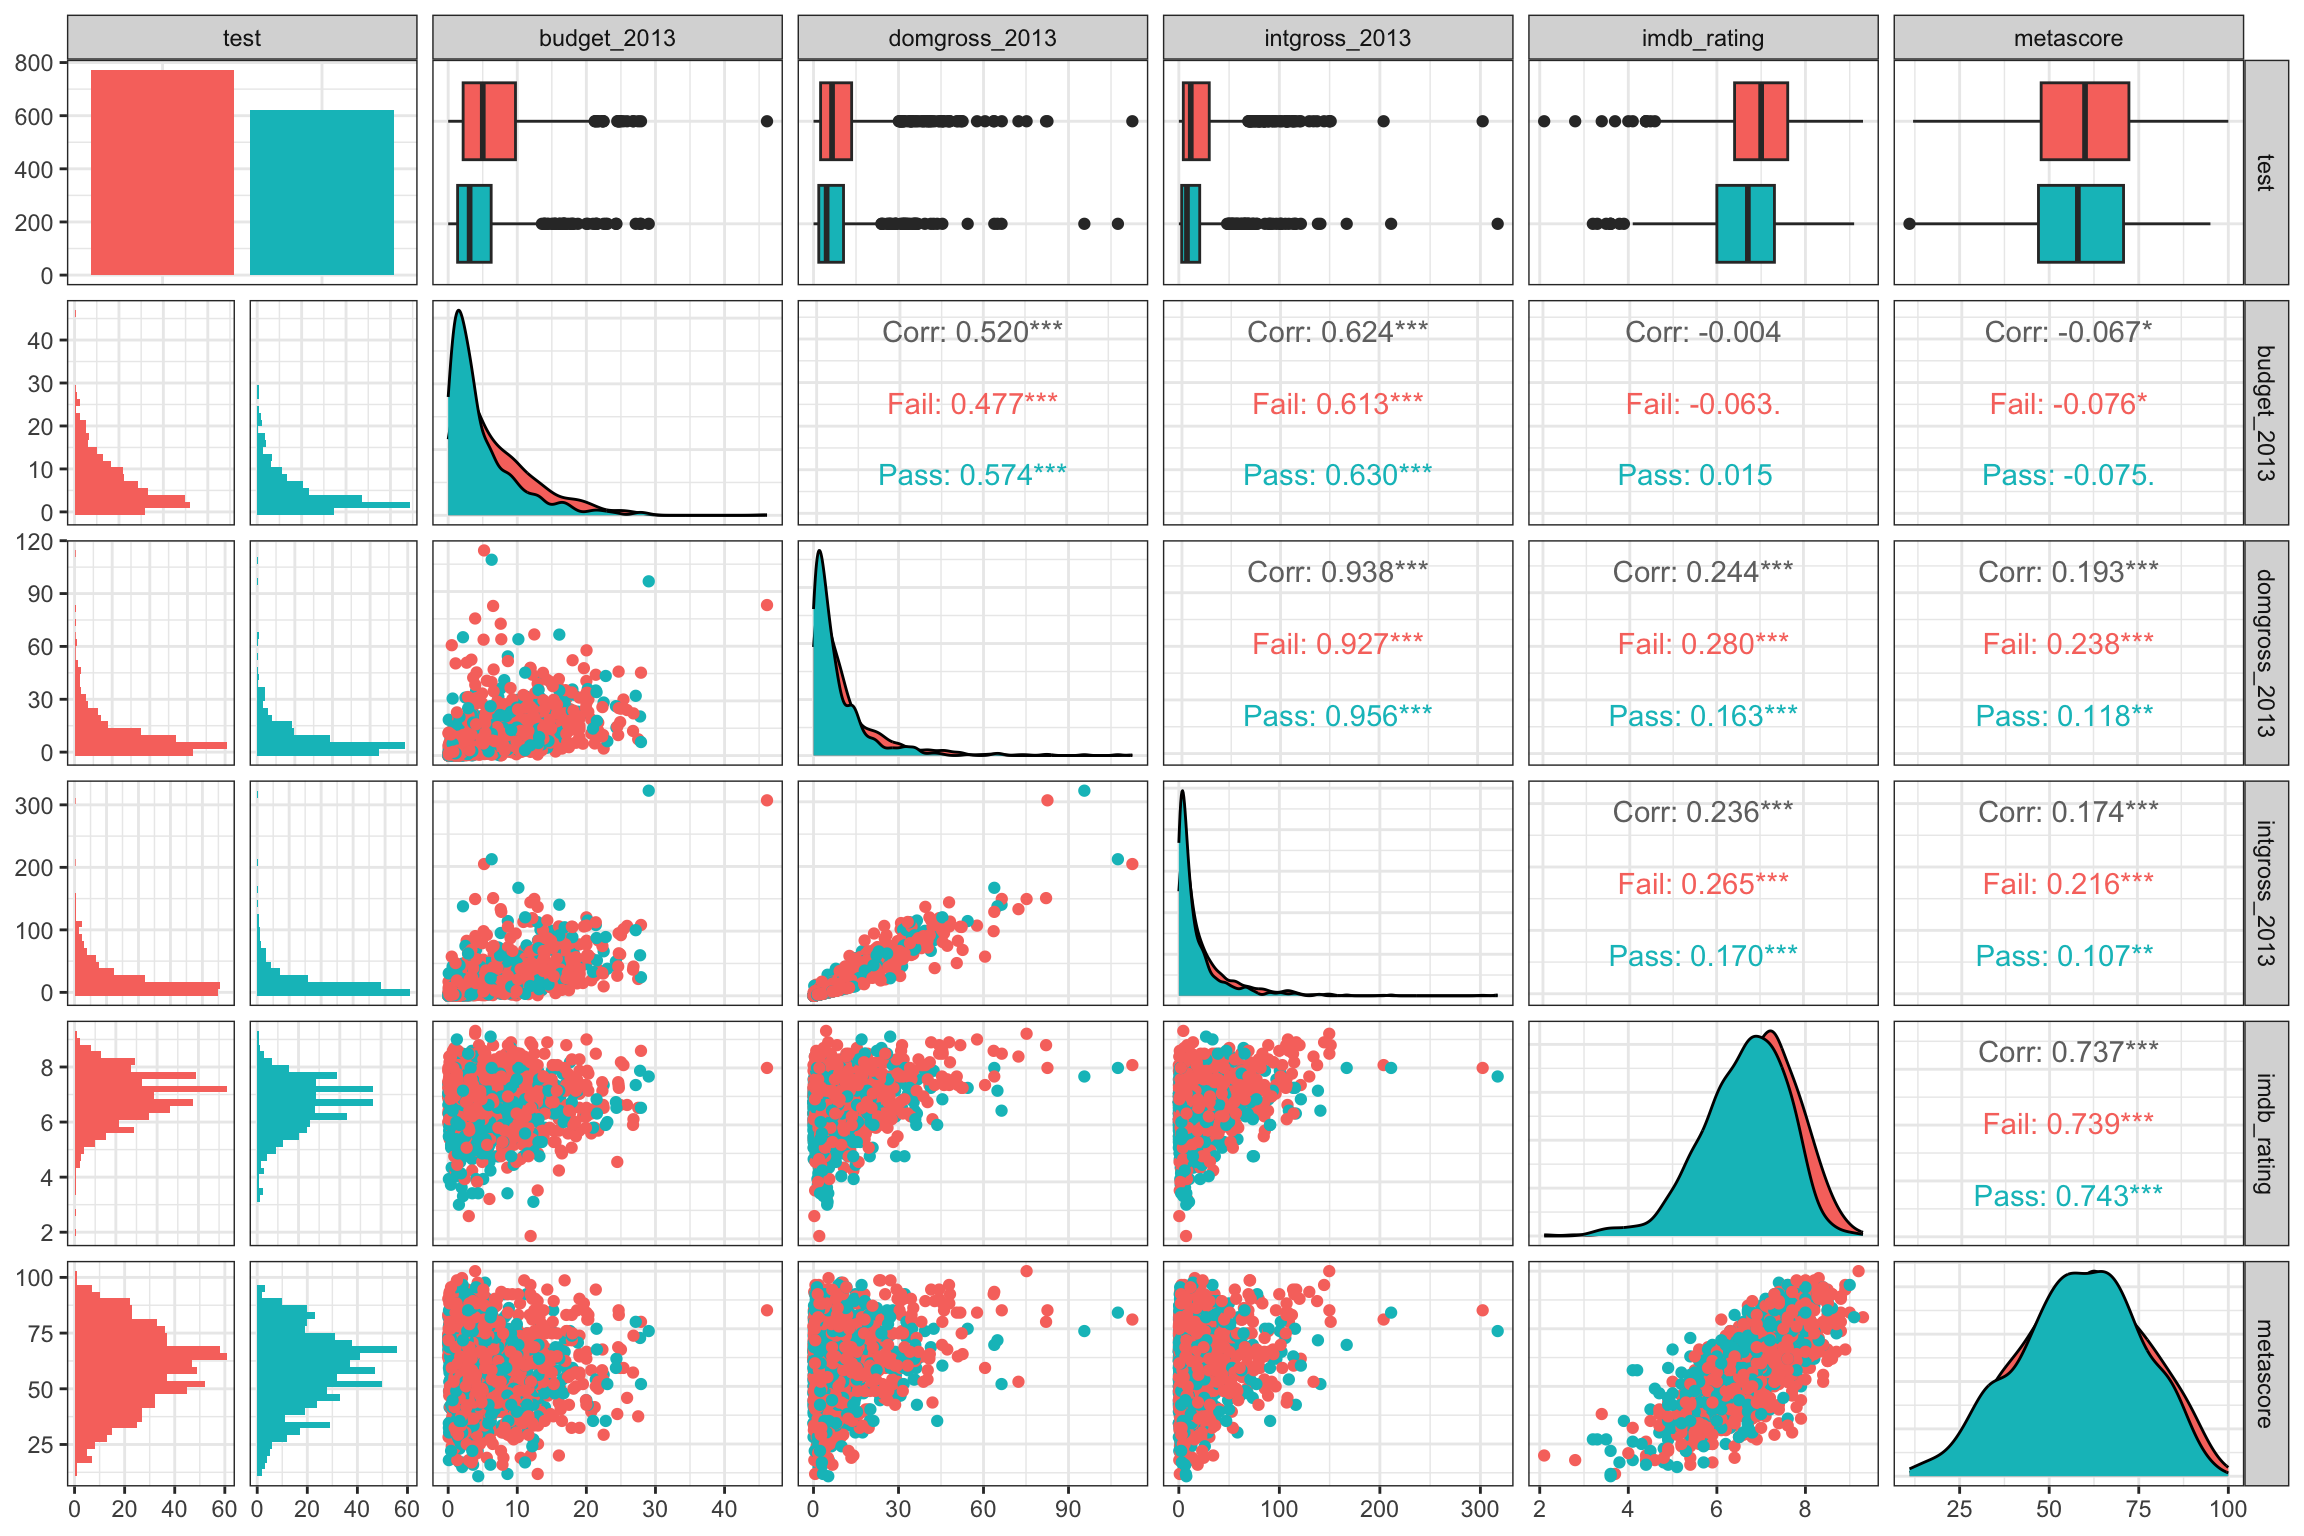 test budget_2013 domgross_2013 intgross_2013 imdb_rating metascore
800
600
400
200
0
test
40
30
20
10
0
Corr: 0.520***
Fail: 0.477***
Pass: 0.574***
Corr: 0.624***
Fail: 0.613***
Pass: 0.630***
Corr: -0.004
Fail: -0.063.
Pass: 0.015
Corr: -0.067*
Fail: -0.076*
Pass: -0.075.
budget_2013
120
90
60
30
0
Corr: 0.938***
Fail: 0.927***
Pass: 0.956***
Corr: 0.244***
Fail: 0.280***
Pass: 0.163***
Corr: 0.193***
Fail: 0.238***
Pass: 0.118**
domgross_2013
300
200
100
0
Corr: 0.236***
Fail: 0.265***
Pass: 0.170***
Corr: 0.174***
Fail: 0.216***
Pass: 0.107**
intgross_2013
8
6
4
2
Corr: 0.737***
Fail: 0.739***
Pass: 0.743***
imdb_rating
100
75
50
25
metascore
0 20 40 60 0 20 40 60 0 10 20 30 40 0 30 60 90 0 100 200 300 2 4 6 8 25 50 75 100